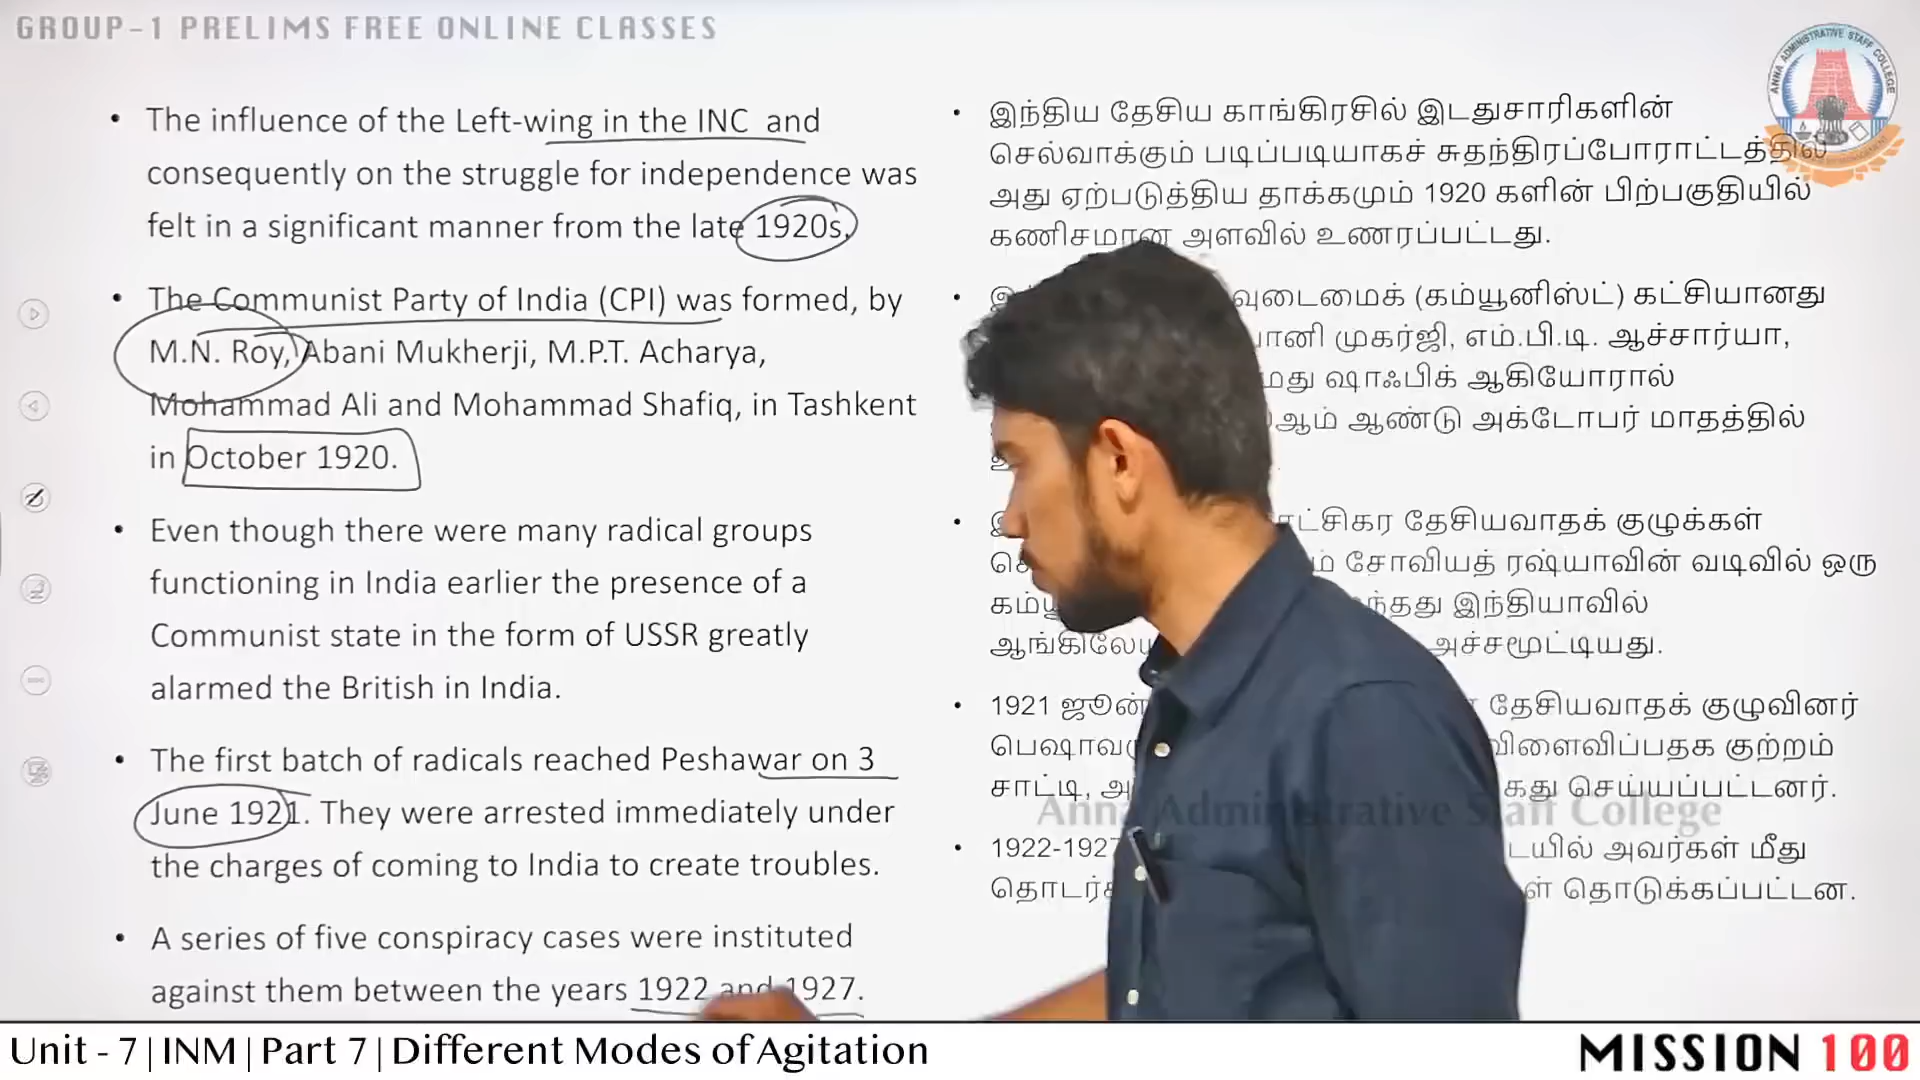 GROUP-1 PRELIMS FREE ONLINE CLASSES
ANNA ADMINISTRATIVE STAFF COLLEGE
• The influence of the Left-wing in the INC and
consequently on the struggle for independence was
felt in a significant manner from the late 1920s.
• The Communist Party of India (CPI) was formed, by
M.N. Roy, Abani Mukherji, M.P.T. Acharya,
Mohammad Ali and Mohammad Shafiq, in Tashkent
in October 1920.
• Even though there were many radical groups
functioning in India earlier the presence of a
Communist state in the form of USSR greatly
alarmed the British in India.
• The first batch of radicals reached Peshawar on 3
June 1921. They were arrested immediately under
the charges of coming to India to create troubles.
• A series of five conspiracy cases were instituted
against them between the years 1922 and 1927.
• இந்திய தேசிய காங்கிரசில் இடதுசாரிகளின்
செல்வாக்கும் படிப்படியாகச் சுதந்திரப்போராட்டத்தில்
அது ஏற்படுத்திய தாக்கமும் 1920 களின் பிற்பகுதியில்
கணிசமான அளவில் உணரப்பட்டது.
• (கம்யூனிஸ்ட்) கட்சியானது
முகர்ஜி, எம்.பி.டி. ஆச்சார்யா,
ஷாஃபிக் ஆகியோரால்
ஆண்டு அக்டோபர் மாதத்தில்
• தேசியவாதக் குழுக்கள்
சோவியத் ரஷ்யாவின் வடிவில் ஒரு
இந்தியாவில்
அச்சமூட்டியது.
• 1921 தேசியவாதக் குழுவினர்
குற்றம்
சாட்டி, செய்யப்பட்டனர்.
Anna Administrative Staff College
• அவர்கள் மீது
தொடுக்கப்பட்டன.
Unit - 7 | INM | Part 7 | Different Modes of Agitation
MISSION 100